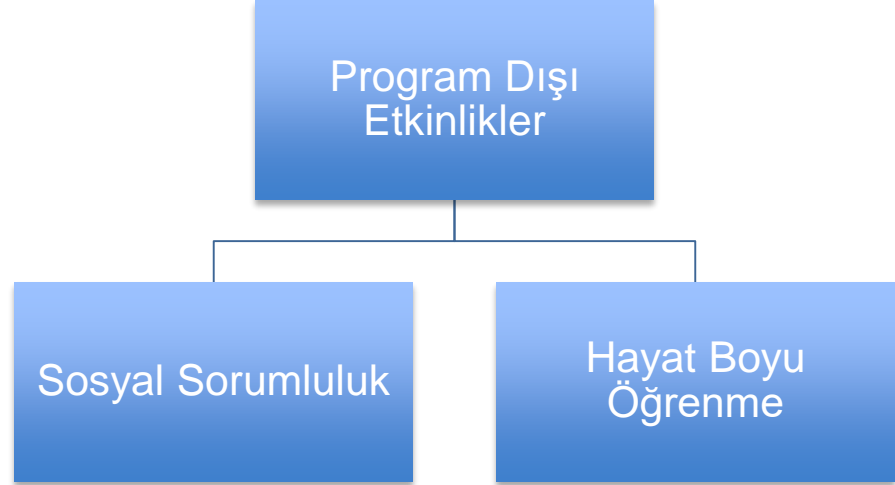 Program Dışı
Etkinlikler
Sosyal Sorumluluk
Hayat Boyu
Öğrenme